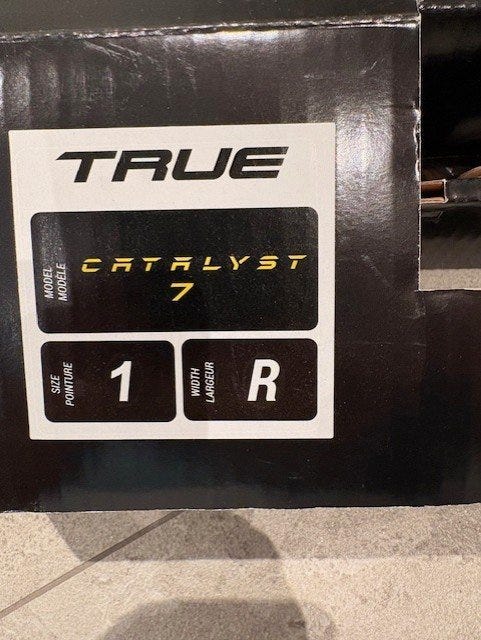 TRUE
MODEL
MODÈLE
CATALYST
7
SIZE
POINTURE
1
WIDTH
LARGEUR
R